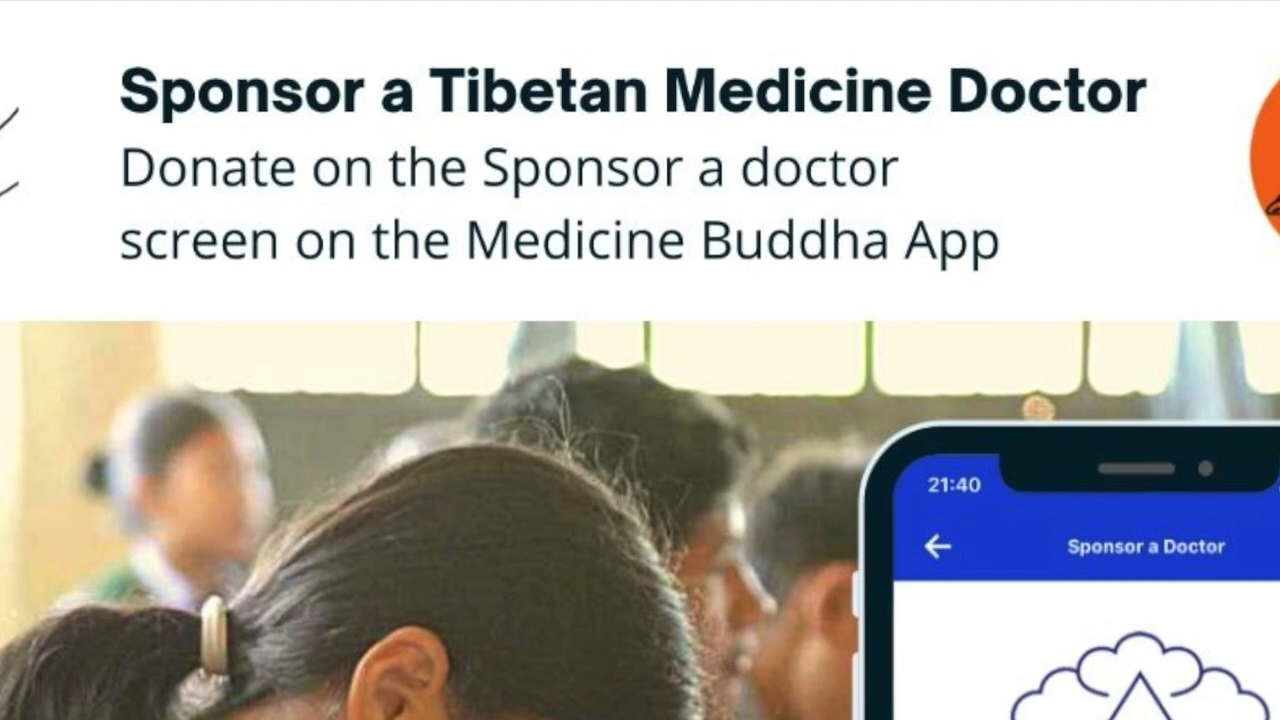 Sponsor a Tibetan Medicine Doctor
Donate on the Sponsor a doctor
screen on the Medicine Buddha App
21:40
Sponsor a Doctor